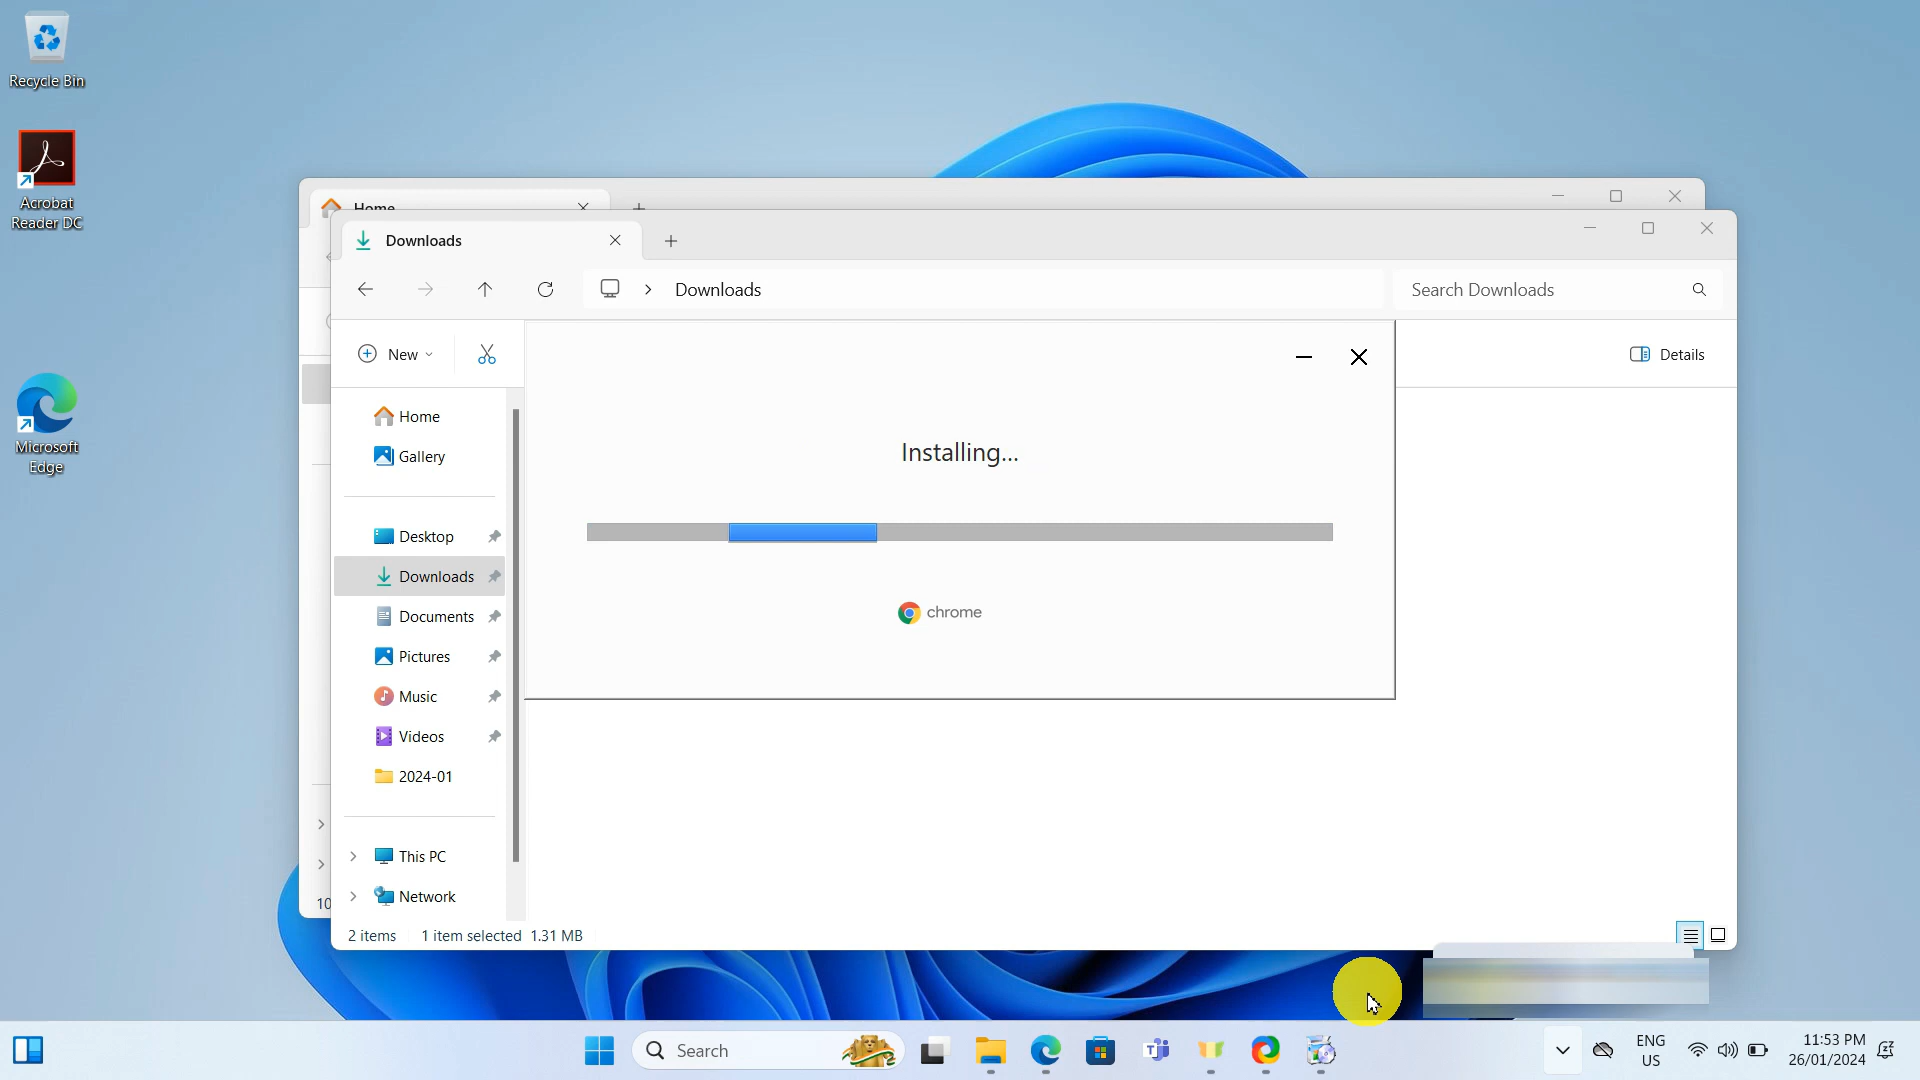 Recycle Bin
Acrobat
Reader DC
Microsoft
Edge
Home
Downloads
Downloads
Search Downloads
New
Details
Home
Gallery
Desktop
Downloads
Documents
Pictures
Music
Videos
2024-01
This PC
Network
Installing...
chrome
10
2 items
1 item selected 1.31 MB
Search
ENG
US
11:53 PM
26/01/2024